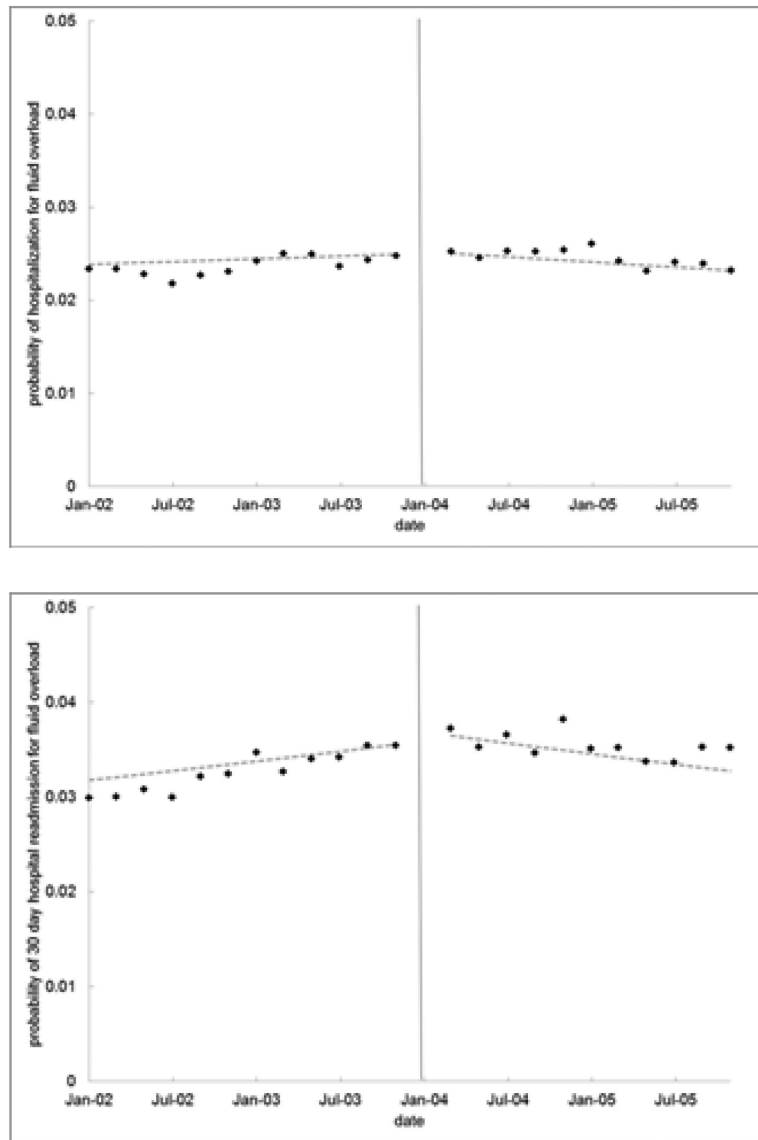 probability of hospitalization for fluid overload
0.05
0.04
0.03
0.02
0.01
0
Jan-02 Jul-02 Jan-03 Jul-03 Jan-04 Jul-04 Jan-05 Jul-05
date
probability of 30 day hospital readmission for fluid overload
0.05
0.04
0.03
0.02
0.01
0
Jan-02 Jul-02 Jan-03 Jul-03 Jan-04 Jul-04 Jan-05 Jul-05
date